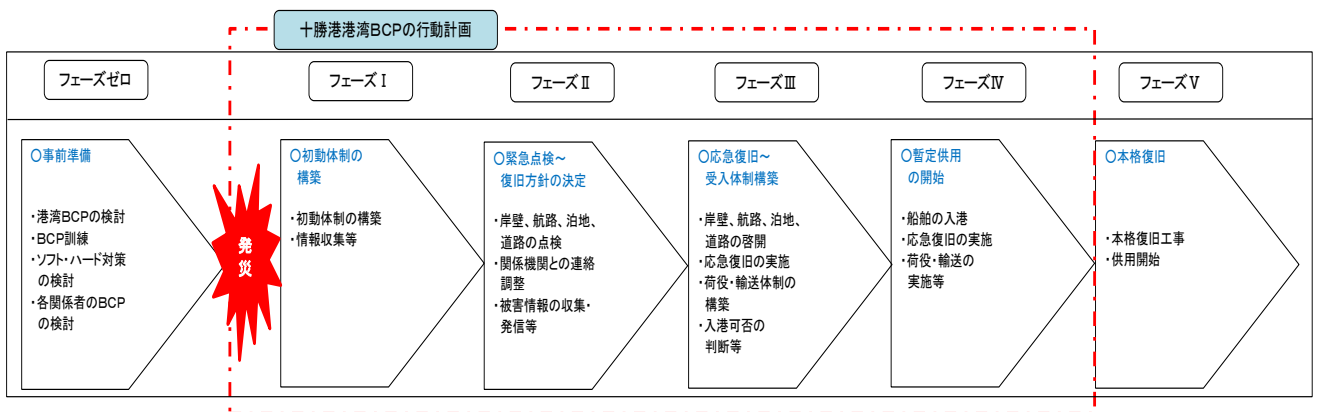 十勝港港湾BCPの行動計画
フェーズゼロ
フェーズⅠ
フェーズⅡ
フェーズⅢ
フェーズⅣ
フェーズⅤ
〇事前準備
・港湾BCPの検討
・BCP訓練
・ソフト・ハード対策
の検討
・各関係者のBCP
の検討
発
災
〇初動体制の
構築
・初動体制の構築
・情報収集等
〇緊急点検～
復旧方針の決定
・岸壁、航路、泊地、
道路の点検
・関係機関との連絡
調整
・被害情報の収集・
発信等
〇応急復旧～
受入体制構築
・岸壁、航路、泊地、
道路の啓開
・応急復旧の実施
・荷役・輸送体制の
構築
・入港可否の
判断等
〇暫定供用
の開始
・船舶の入港
・応急復旧の実施
・荷役・輸送の
実施等
〇本格復旧
・本格復旧工事
・供用開始